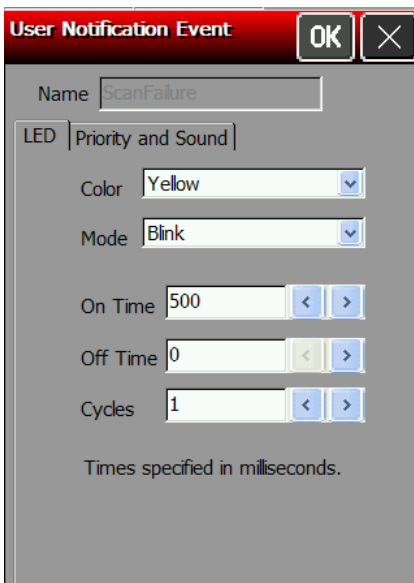 User Notification Event OK
Name ScanFailure
LED Priority and Sound
Color Yellow
Mode Blink
On Time 500
Off Time 0
Cycles 1
Times specified in milliseconds.